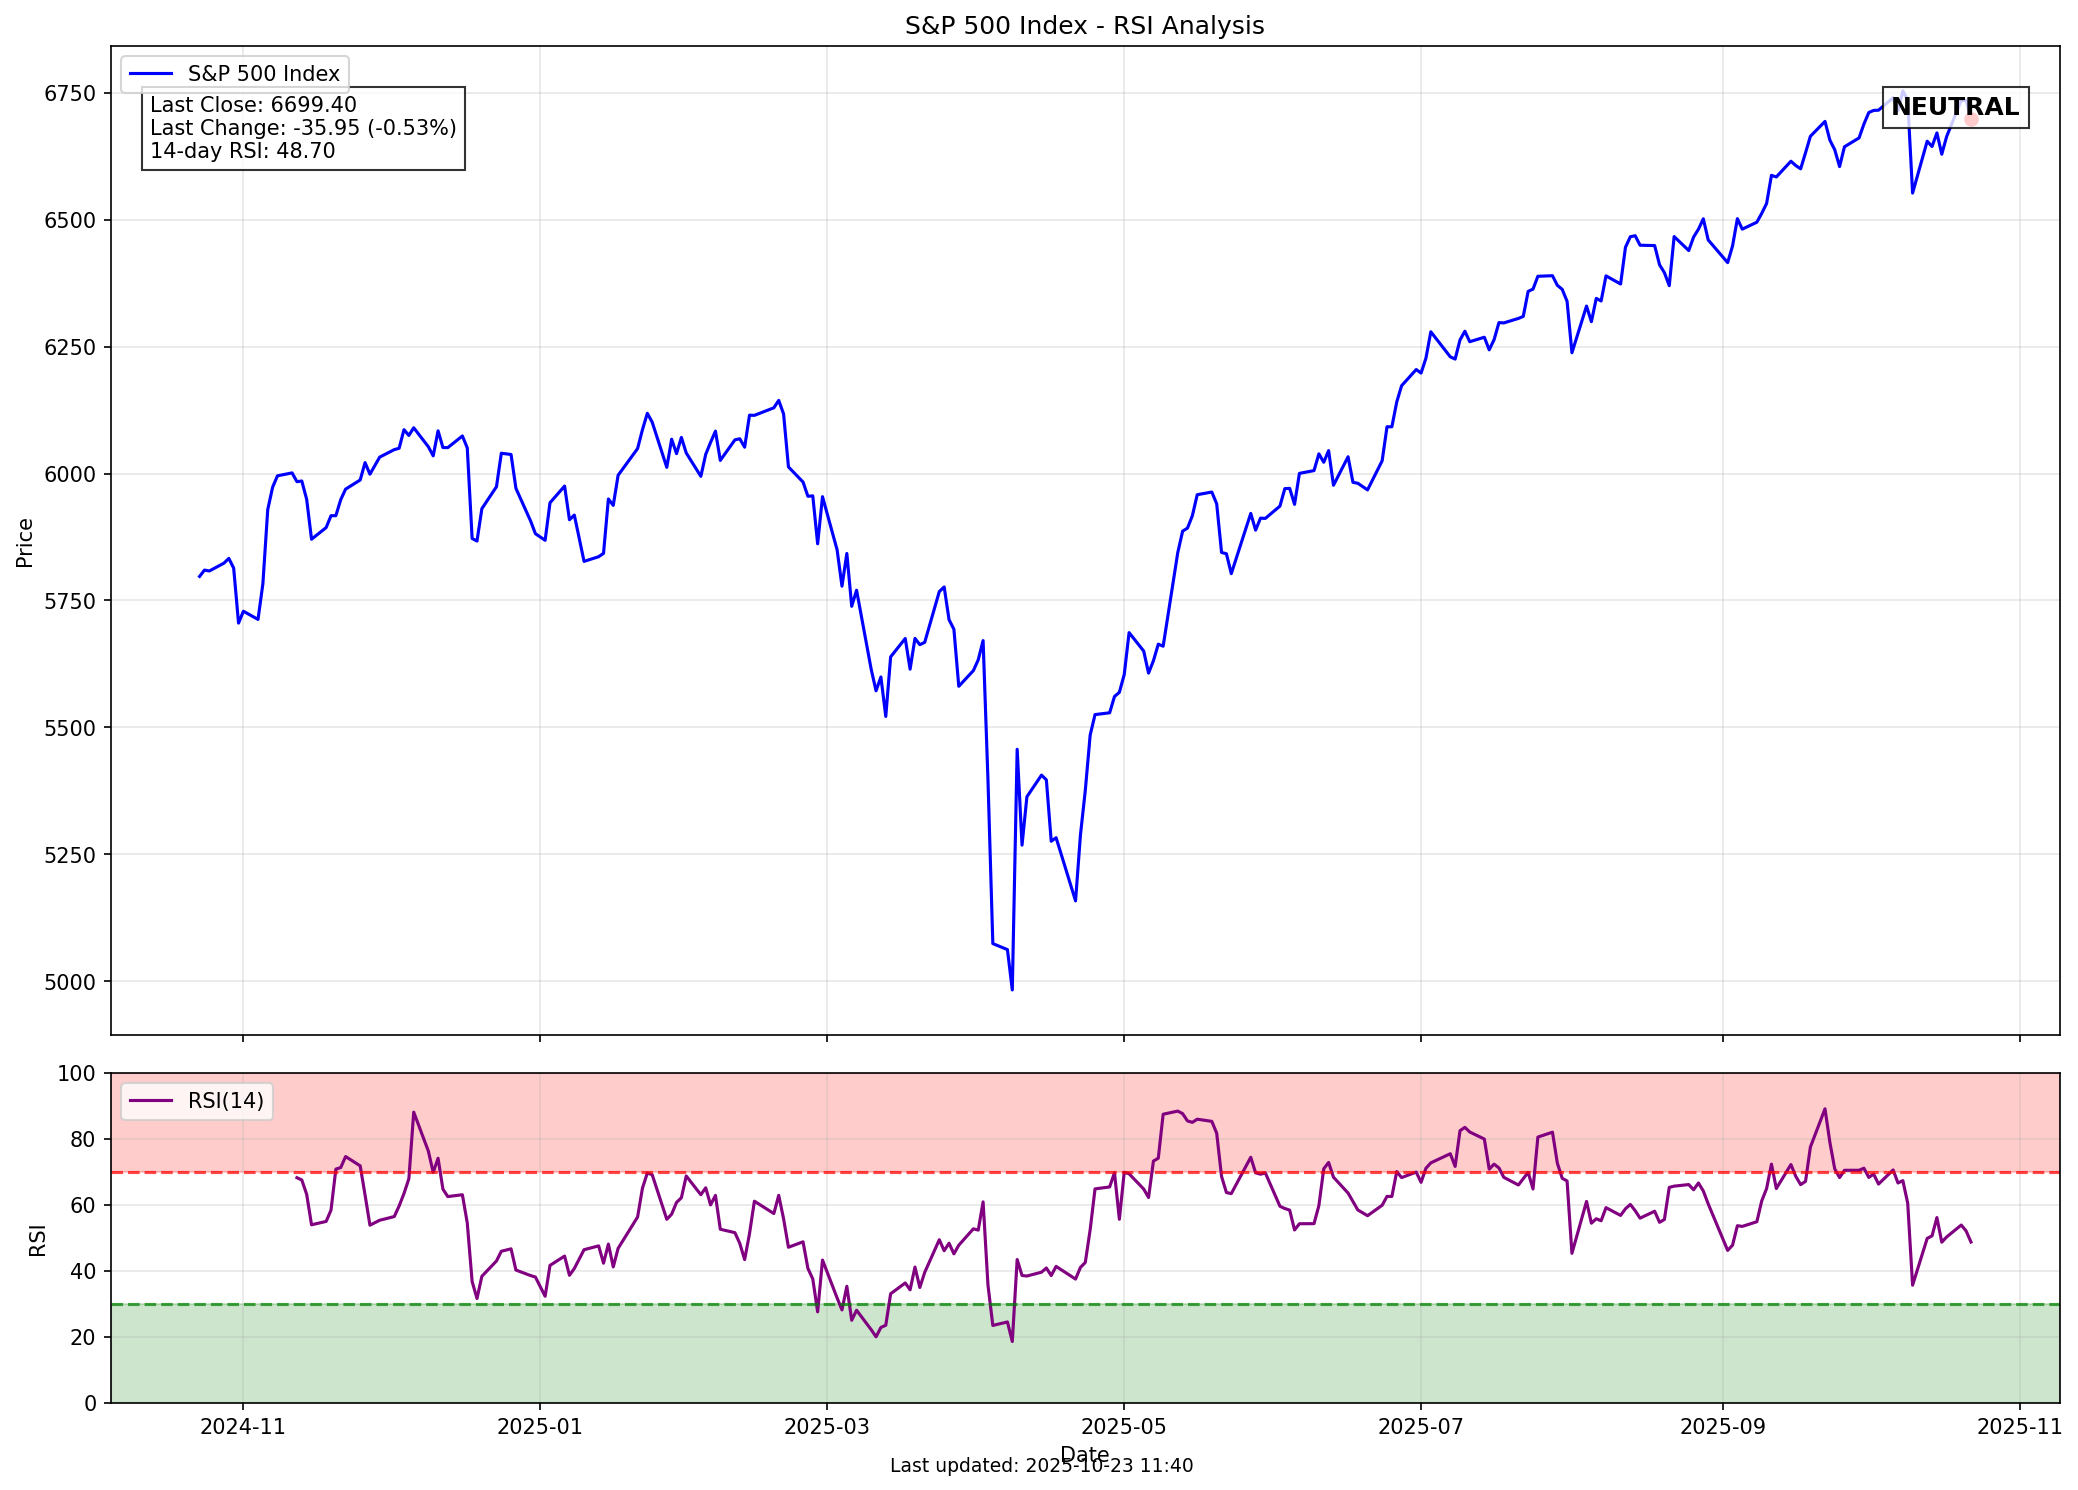 S&P 500 Index - RSI Analysis
S&P 500 Index
Last Close: 6699.40
Last Change: -35.95 (-0.53%)
14-day RSI: 48.70
NEUTRAL
Price
6750
6500
6250
6000
5750
5500
5250
5000
RSI(14)
RSI
100
80
60
40
20
0
2024-11 2025-01 2025-03 2025-05 2025-07 2025-09 2025-11
Date
Last updated: 2025-10-23 11:40